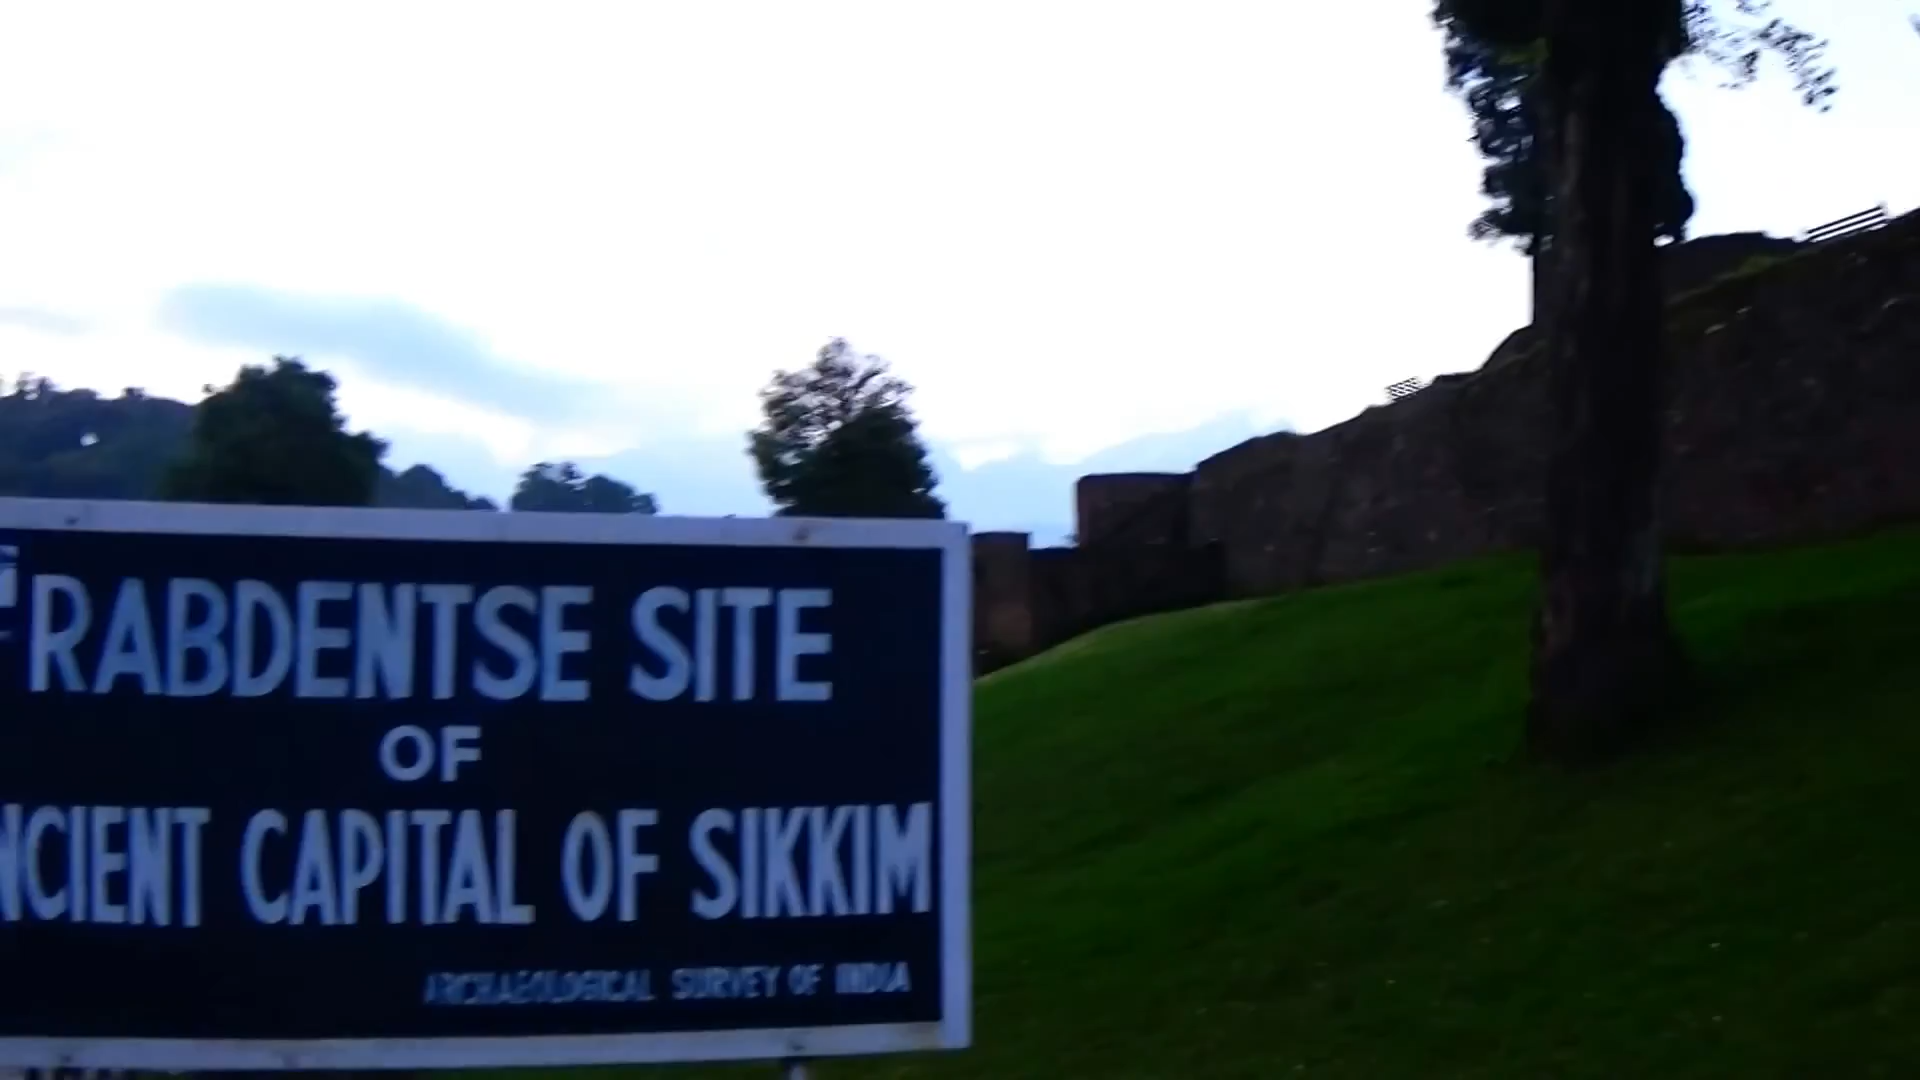 RABDENTSE SITE
OF
NCIENT CAPITAL OF SIKKIM
ARCHAEOLOGICAL SURVEY OF INDIA